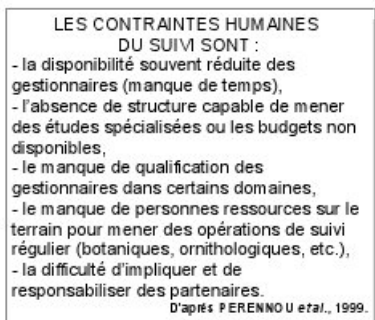 LES CONTRAINTES HUMAINES
DU SUIVI SONT :
- la disponibilité souvent réduite des
gestionnaires (manque de temps),
- l'absence de structure capable de mener
des études spécialisées ou les budgets non
disponibles,
- le manque de qualification des
gestionnaires dans certains domaines,
- le manque de personnes ressources sur le
terrain pour mener des opérations de suivi
régulier (botaniques, ornithologiques, etc.),
- la difficulté d'impliquer et de
responsabiliser des partenaires.
D'aprés PERENNOU etal., 1999.